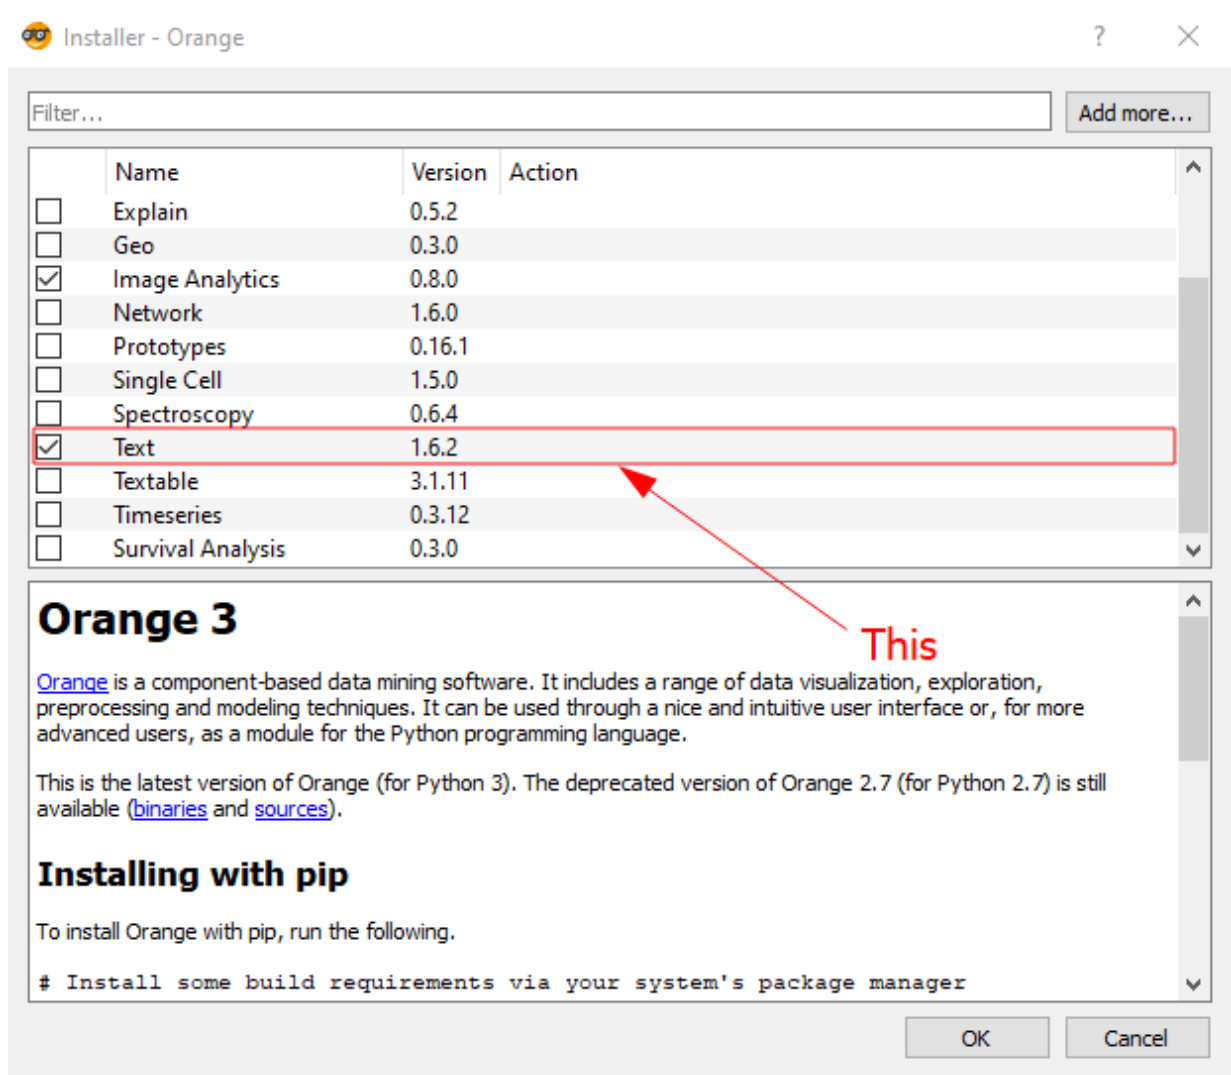 Installer - Orange
?
Filter...
Add more...
Name Version Action
Explain 0.5.2
Geo 0.3.0
Image Analytics 0.8.0
Network 1.6.0
Prototypes 0.16.1
Single Cell 1.5.0
Spectroscopy 0.6.4
Text 1.6.2
Textable 3.1.11
Timeseries 0.3.12
Survival Analysis 0.3.0
This
Orange 3
Orange is a component-based data mining software. It includes a range of data visualization, exploration,
preprocessing and modeling techniques. It can be used through a nice and intuitive user interface or, for more
advanced users, as a module for the Python programming language.
This is the latest version of Orange (for Python 3). The deprecated version of Orange 2.7 (for Python 2.7) is still
available (binaries and sources).
Installing with pip
To install Orange with pip, run the following.
# Install some build requirements via your system's package manager
OK Cancel